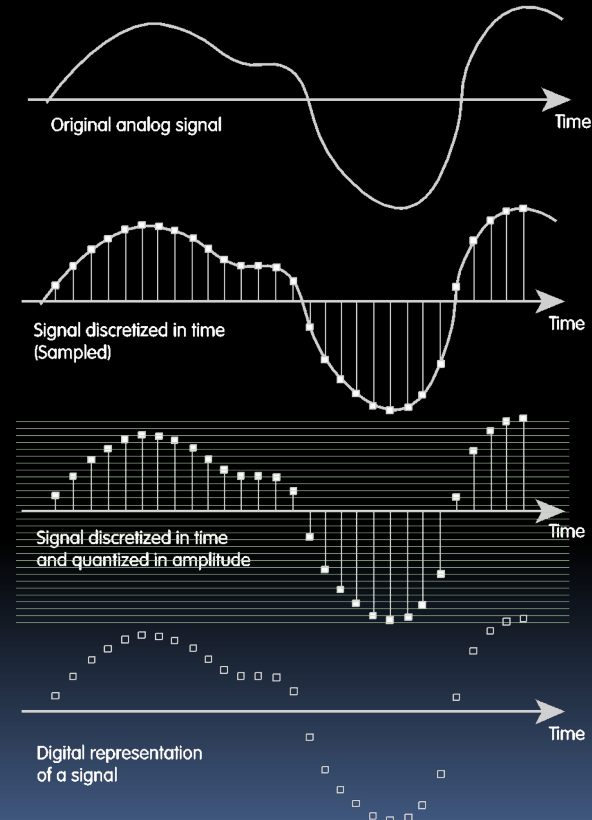 Time
Original analog signal
Time
Signal discretized in time
(Sampled)
Time
Signal discretized in time
and quantized in amplitude
Time
Digital representation
of a signal